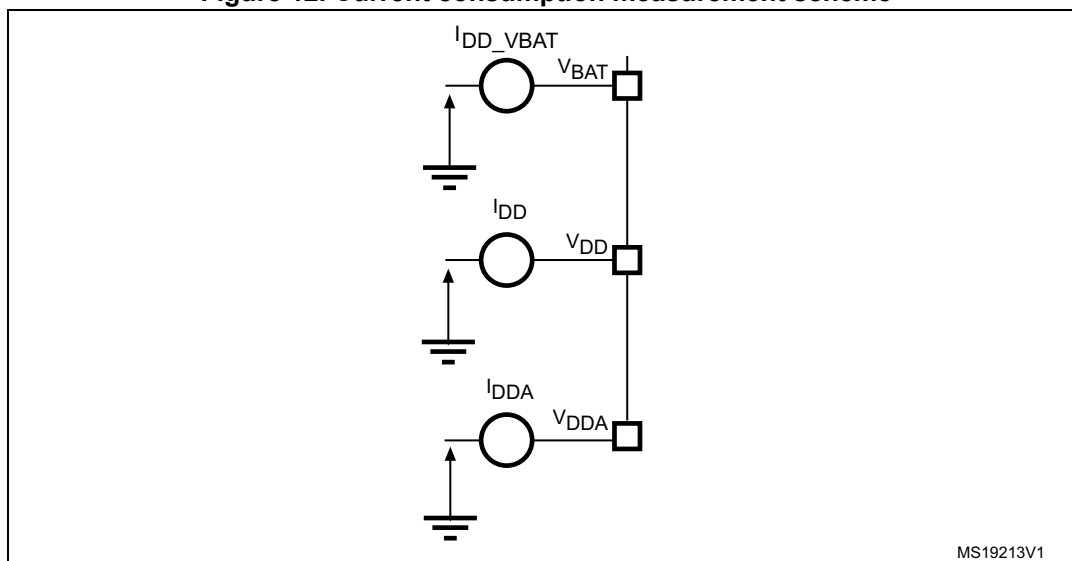 Figure 12. Current consumption measurement scheme
IDD_VBAT
VBAT
IDD
VDD
IDDA
VDDA
MS19213V1